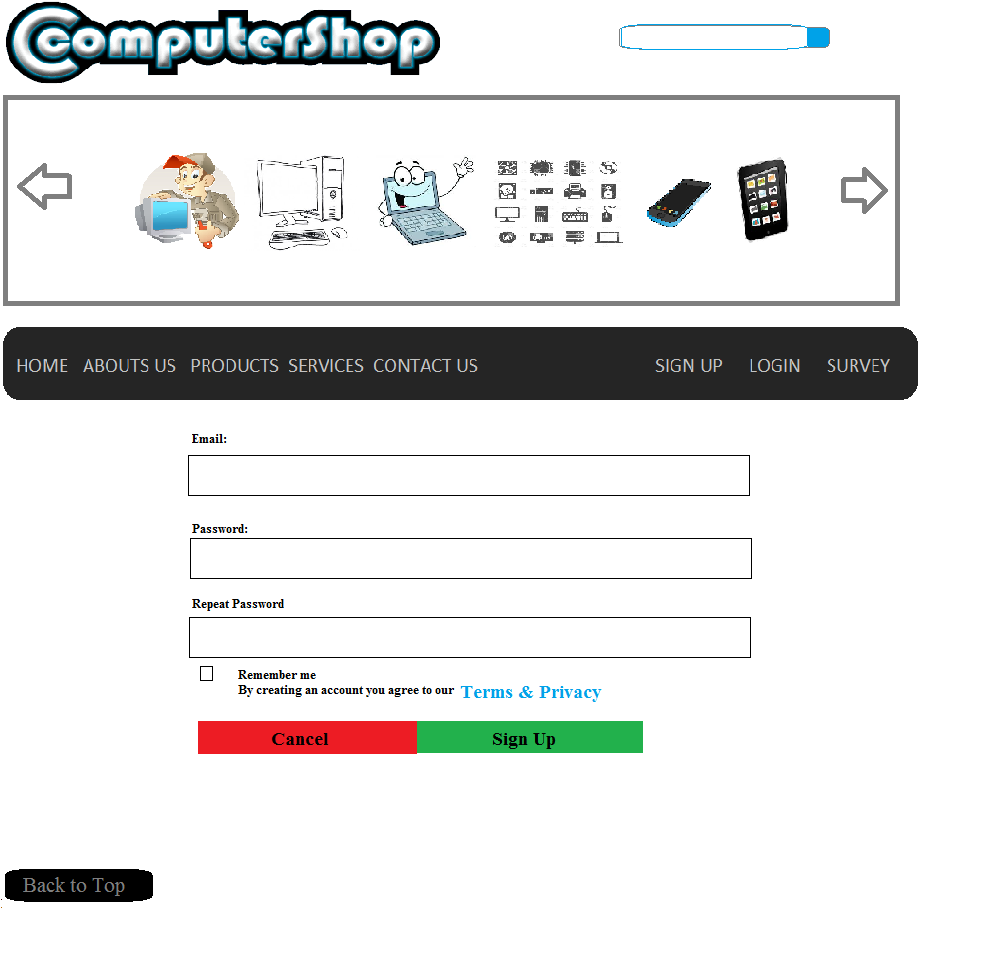 ComputerShop
HOME ABOUTS US PRODUCTS SERVICES CONTACT US SIGN UP LOGIN SURVEY
Email:
Password:
Repeat Password
Remember me
By creating an account you agree to our Terms & Privacy
Cancel Sign Up
Back to Top